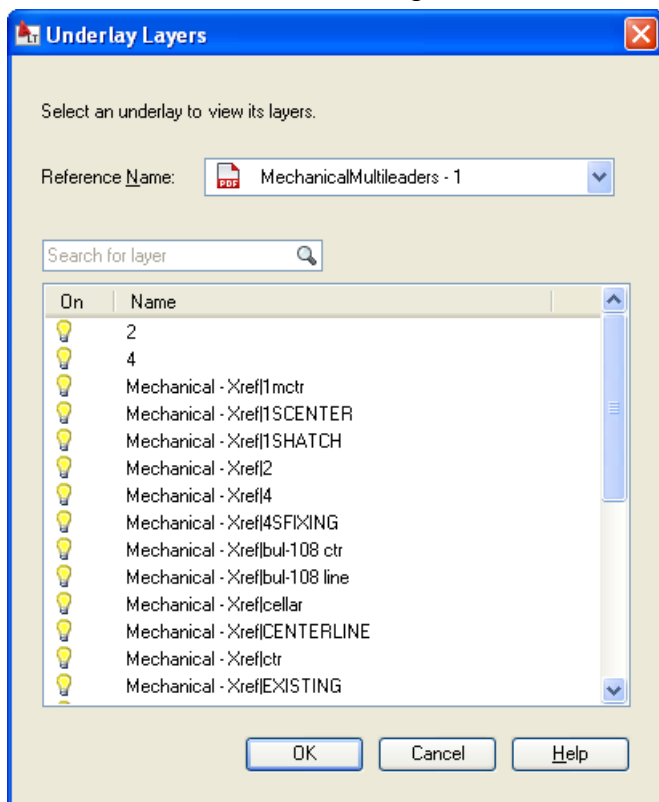 LT Underlay Layers
Select an underlay to view its layers.
Reference Name: PDF MechanicalMultileaders - 1
Search for layer
On Name
2
4
Mechanical - Xref|1mctr
Mechanical - Xref|1SCENTER
Mechanical - Xref|1SHATCH
Mechanical - Xref|2
Mechanical - Xref|4
Mechanical - Xref|4SFIXING
Mechanical - Xref|bul-108 ctr
Mechanical - Xref|bul-108 line
Mechanical - Xref|cellar
Mechanical - Xref|CENTERLINE
Mechanical - Xref|ctr
Mechanical - Xref|EXISTING
OK Cancel Help